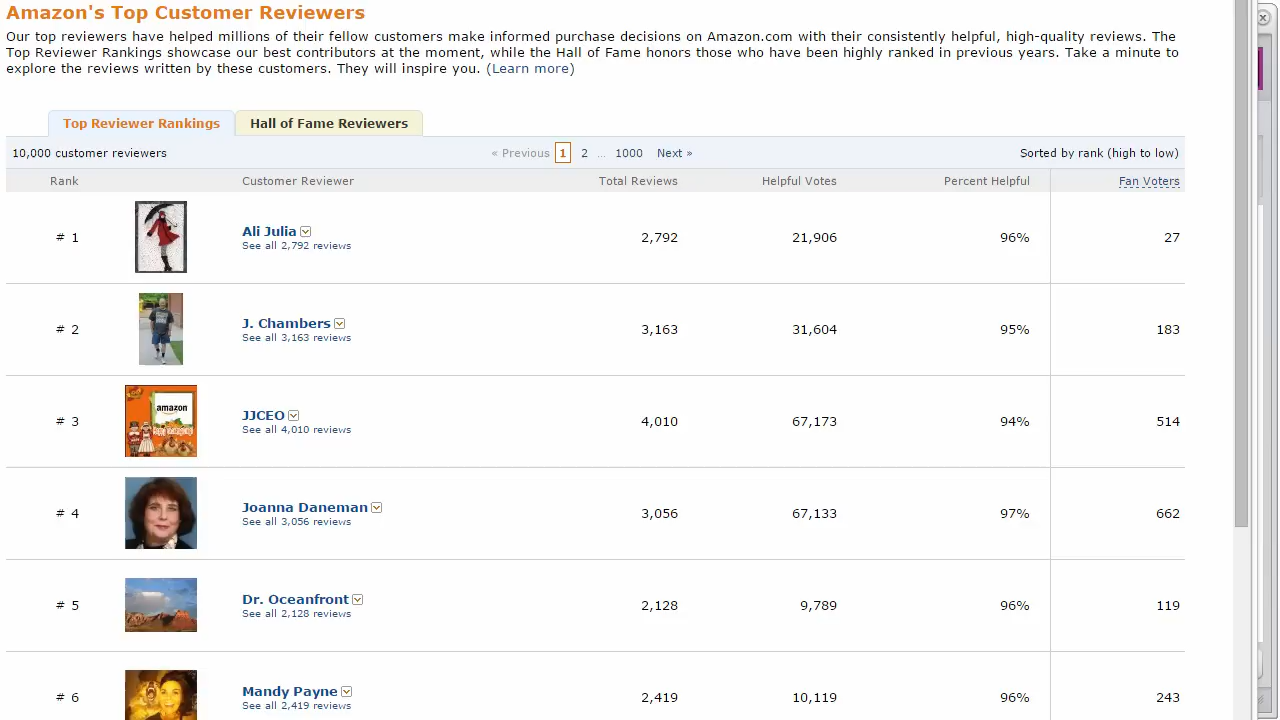 Amazon's Top Customer Reviewers
Our top reviewers have helped millions of their fellow customers make informed purchase decisions on Amazon.com with their consistently helpful, high-quality reviews. The
Top Reviewer Rankings showcase our best contributors at the moment, while the Hall of Fame honors those who have been highly ranked in previous years. Take a minute to
explore the reviews written by these customers. They will inspire you. (Learn more)
Top Reviewer Rankings Hall of Fame Reviewers
10,000 customer reviewers « Previous 1 2 ... 1000 Next » Sorted by rank (high to low)
Rank Customer Reviewer Total Reviews Helpful Votes Percent Helpful Fan Voters
# 1 Ali Julia 2,792 21,906 96% 27
See all 2,792 reviews
# 2 J. Chambers 3,163 31,604 95% 183
See all 3,163 reviews
amazon
# 3 JJCEO 4,010 67,173 94% 514
See all 4,010 reviews
# 4 Joanna Daneman 3,056 67,133 97% 662
See all 3,056 reviews
# 5 Dr. Oceanfront 2,128 9,789 96% 119
See all 2,128 reviews
# 6 Mandy Payne 2,419 10,119 96% 243
See all 2,419 reviews